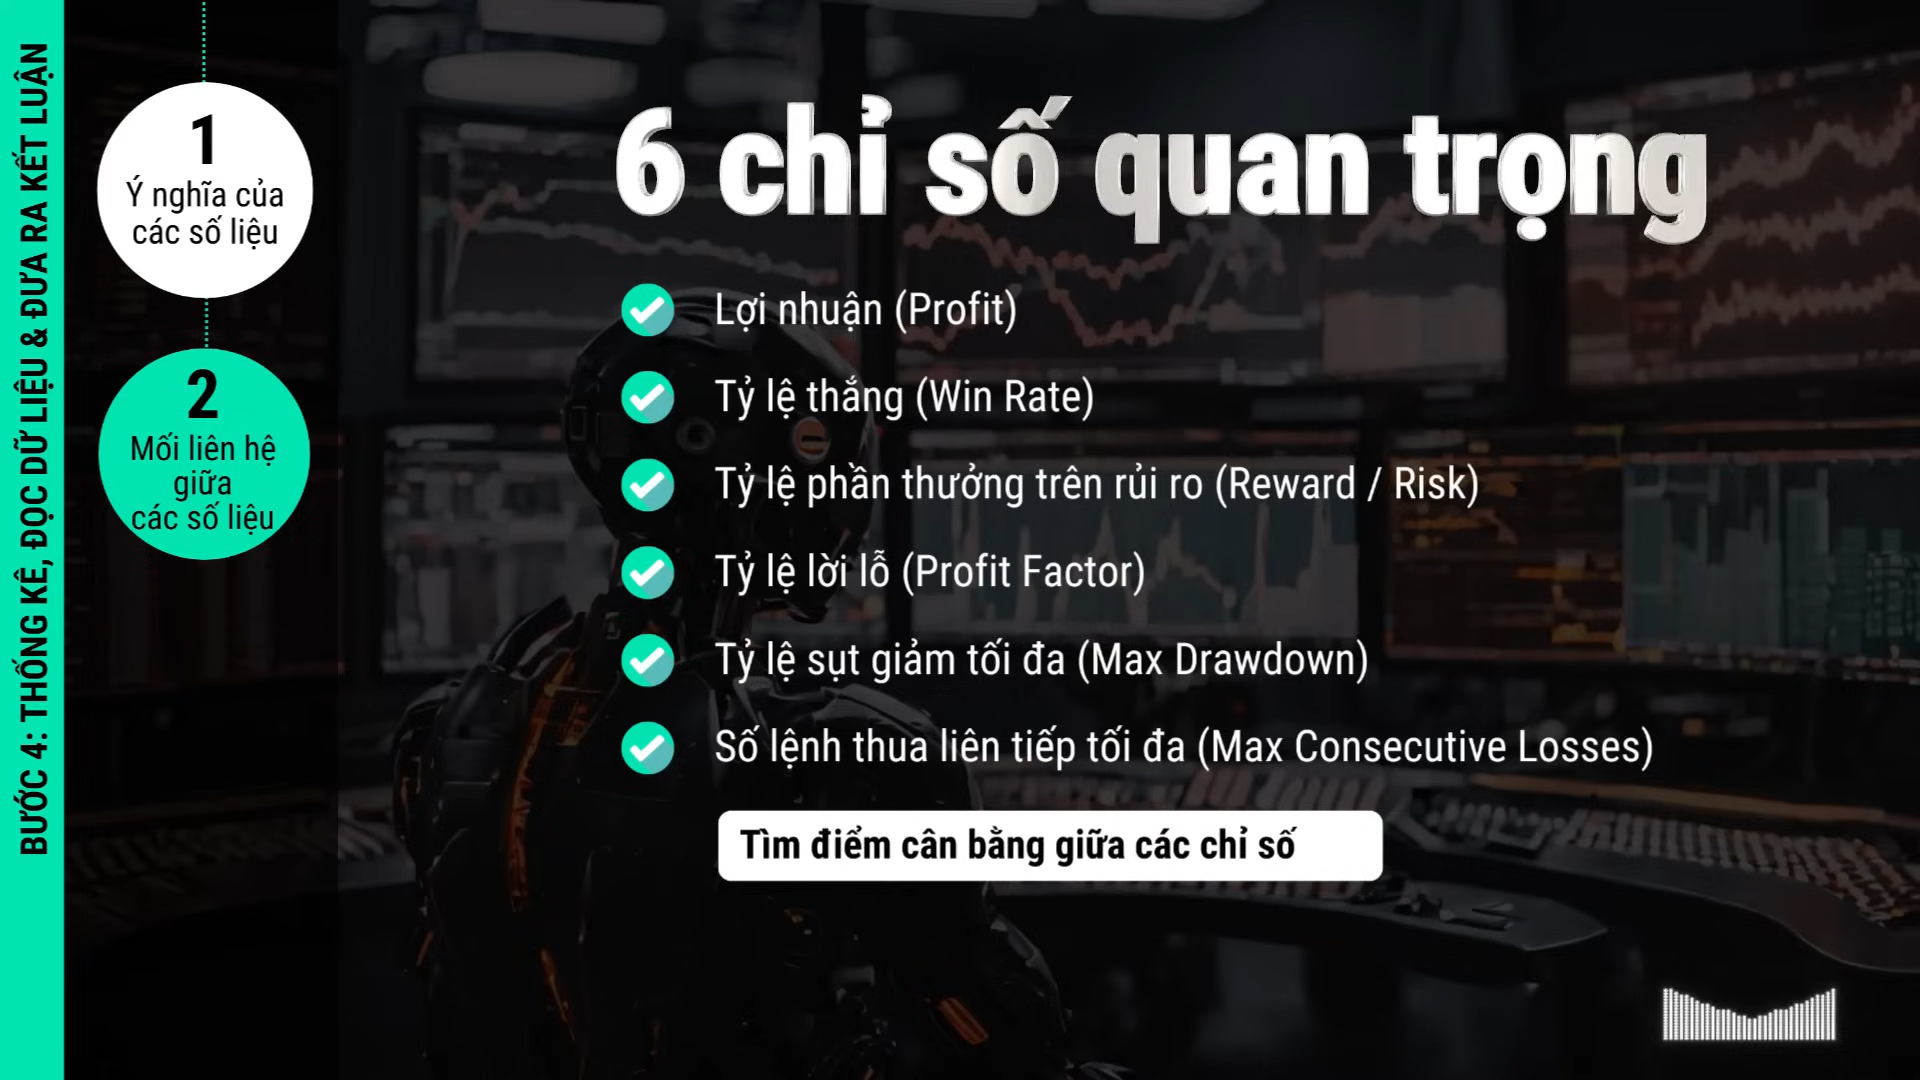 BƯỚC 4: THỐNG KÊ, ĐỌC DỮ LIỆU & ĐƯA RA KẾT LUẬN
1
Ý nghĩa của
các số liệu
2
Mối liên hệ
giữa
các số liệu
6 chỉ số quan trọng
Lợi nhuận (Profit)
Tỷ lệ thắng (Win Rate)
Tỷ lệ phần thưởng trên rủi ro (Reward / Risk)
Tỷ lệ lời lỗ (Profit Factor)
Tỷ lệ sụt giảm tối đa (Max Drawdown)
Số lệnh thua liên tiếp tối đa (Max Consecutive Losses)
Tìm điểm cân bằng giữa các chỉ số